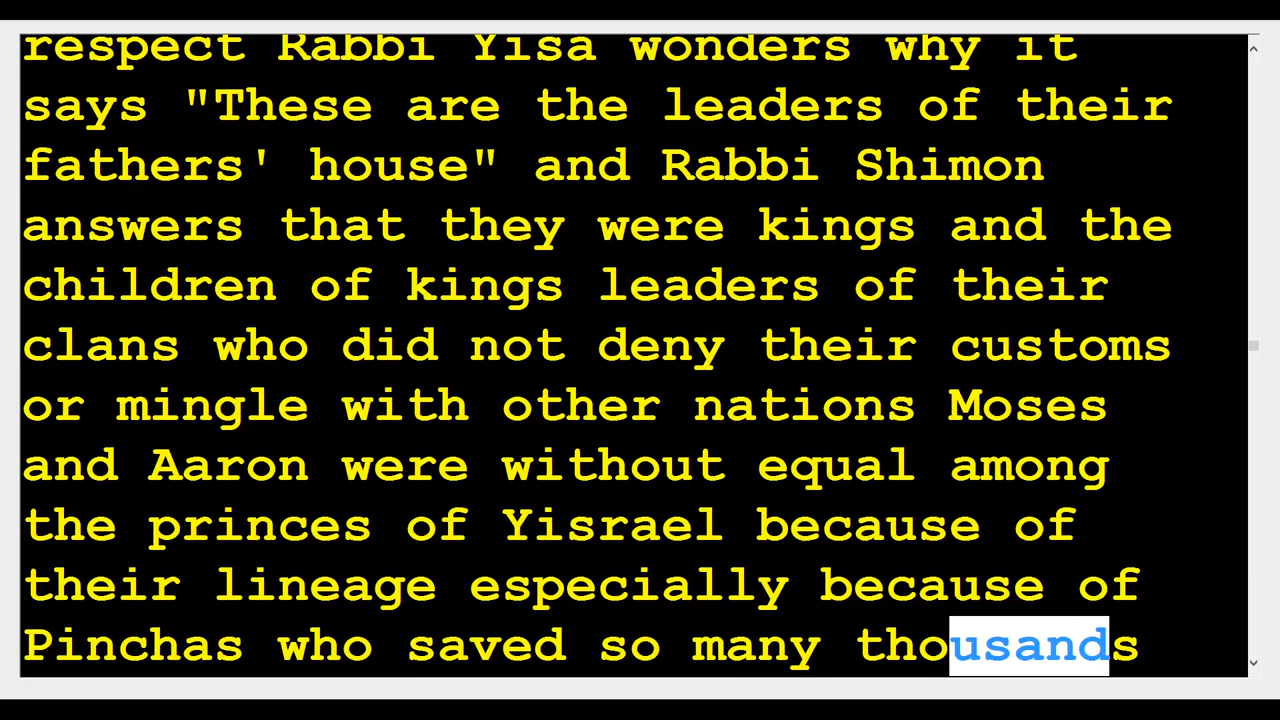 respect Rabbi Yisa wonders why it
says "These are the leaders of their
fathers' house" and Rabbi Shimon
answers that they were kings and the
children of kings leaders of their
clans who did not deny their customs
or mingle with other nations Moses
and Aaron were without equal among
the princes of Yisrael because of
their lineage especially because of
Pinchas who saved so many thousands